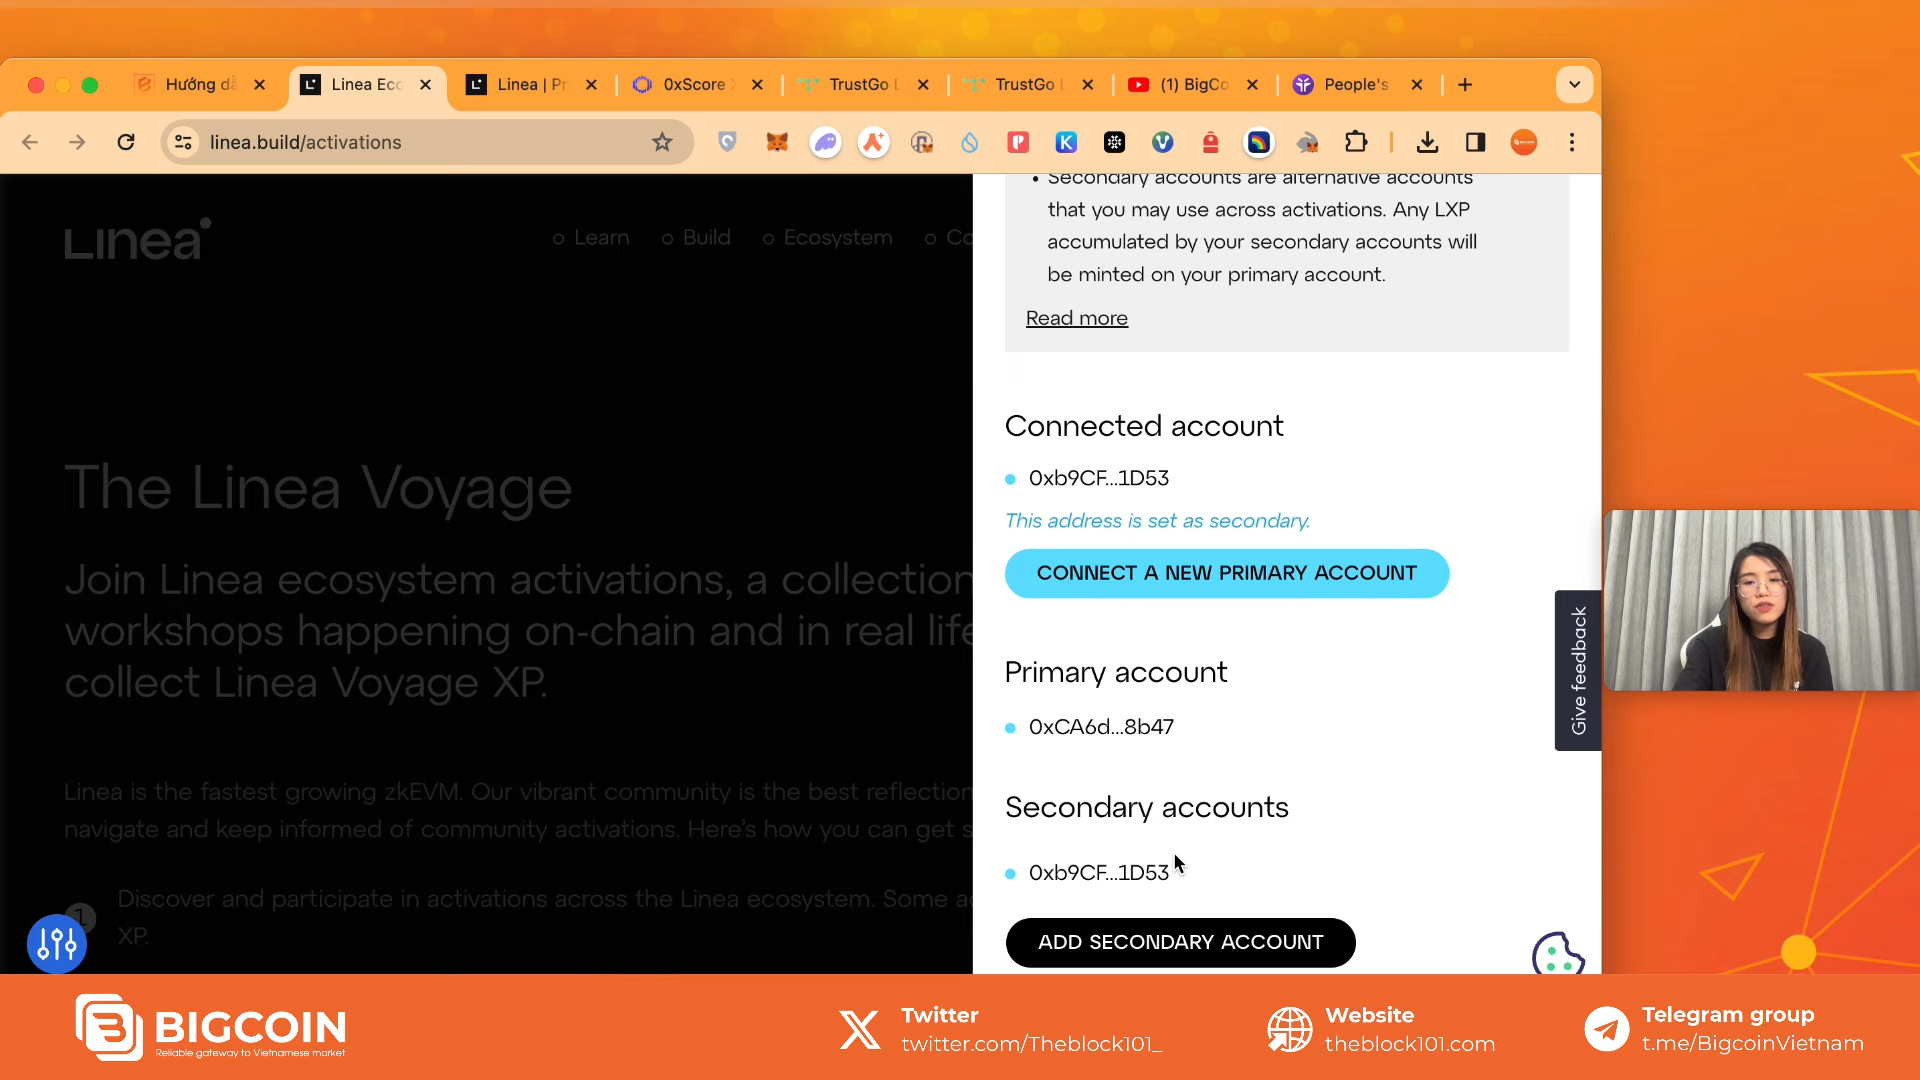 Hướng dẫ
Linea Eco
Linea | Pr
0xScore
TrustGo L
TrustGo L
(1) BigCo
People's
linea.build/activations
Linea
Learn
Build
Ecosystem
Co
The Linea Voyage
Join Linea ecosystem activations, a collection
workshops happening on-chain and in real life
collect Linea Voyage XP.
Linea is the fastest growing zkEVM. Our vibrant community is the best reflection
navigate and keep informed of community activations. Here's how you can get s
1
Discover and participate in activations across the Linea ecosystem. Some a
XP.
• Secondary accounts are alternative accounts
that you may use across activations. Any LXP
accumulated by your secondary accounts will
be minted on your primary account.
Read more
Connected account
0xb9CF...1D53
This address is set as secondary.
CONNECT A NEW PRIMARY ACCOUNT
Primary account
0xCA6d...8b47
Secondary accounts
0xb9CF...1D53
ADD SECONDARY ACCOUNT
Give feedback
BIGCOIN
Reliable gateway to Vietnamese market
Twitter
twitter.com/Theblock101_
Website
theblock101.com
Telegram group
t.me/BigcoinVietnam